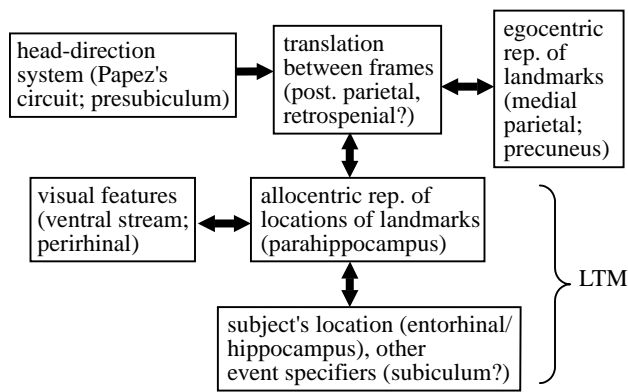 head-direction
system (Papez's
circuit; presubiculum)
translation
between frames
(post. parietal,
retrospenial?)
egocentric
rep. of
landmarks
(medial
parietal;
precuneus)
visual features
(ventral stream;
perirhinal)
allocentric rep. of
locations of landmarks
(parahippocampus)
LTM
subject's location (entorhinal/
hippocampus), other
event specifiers (subiculum?)